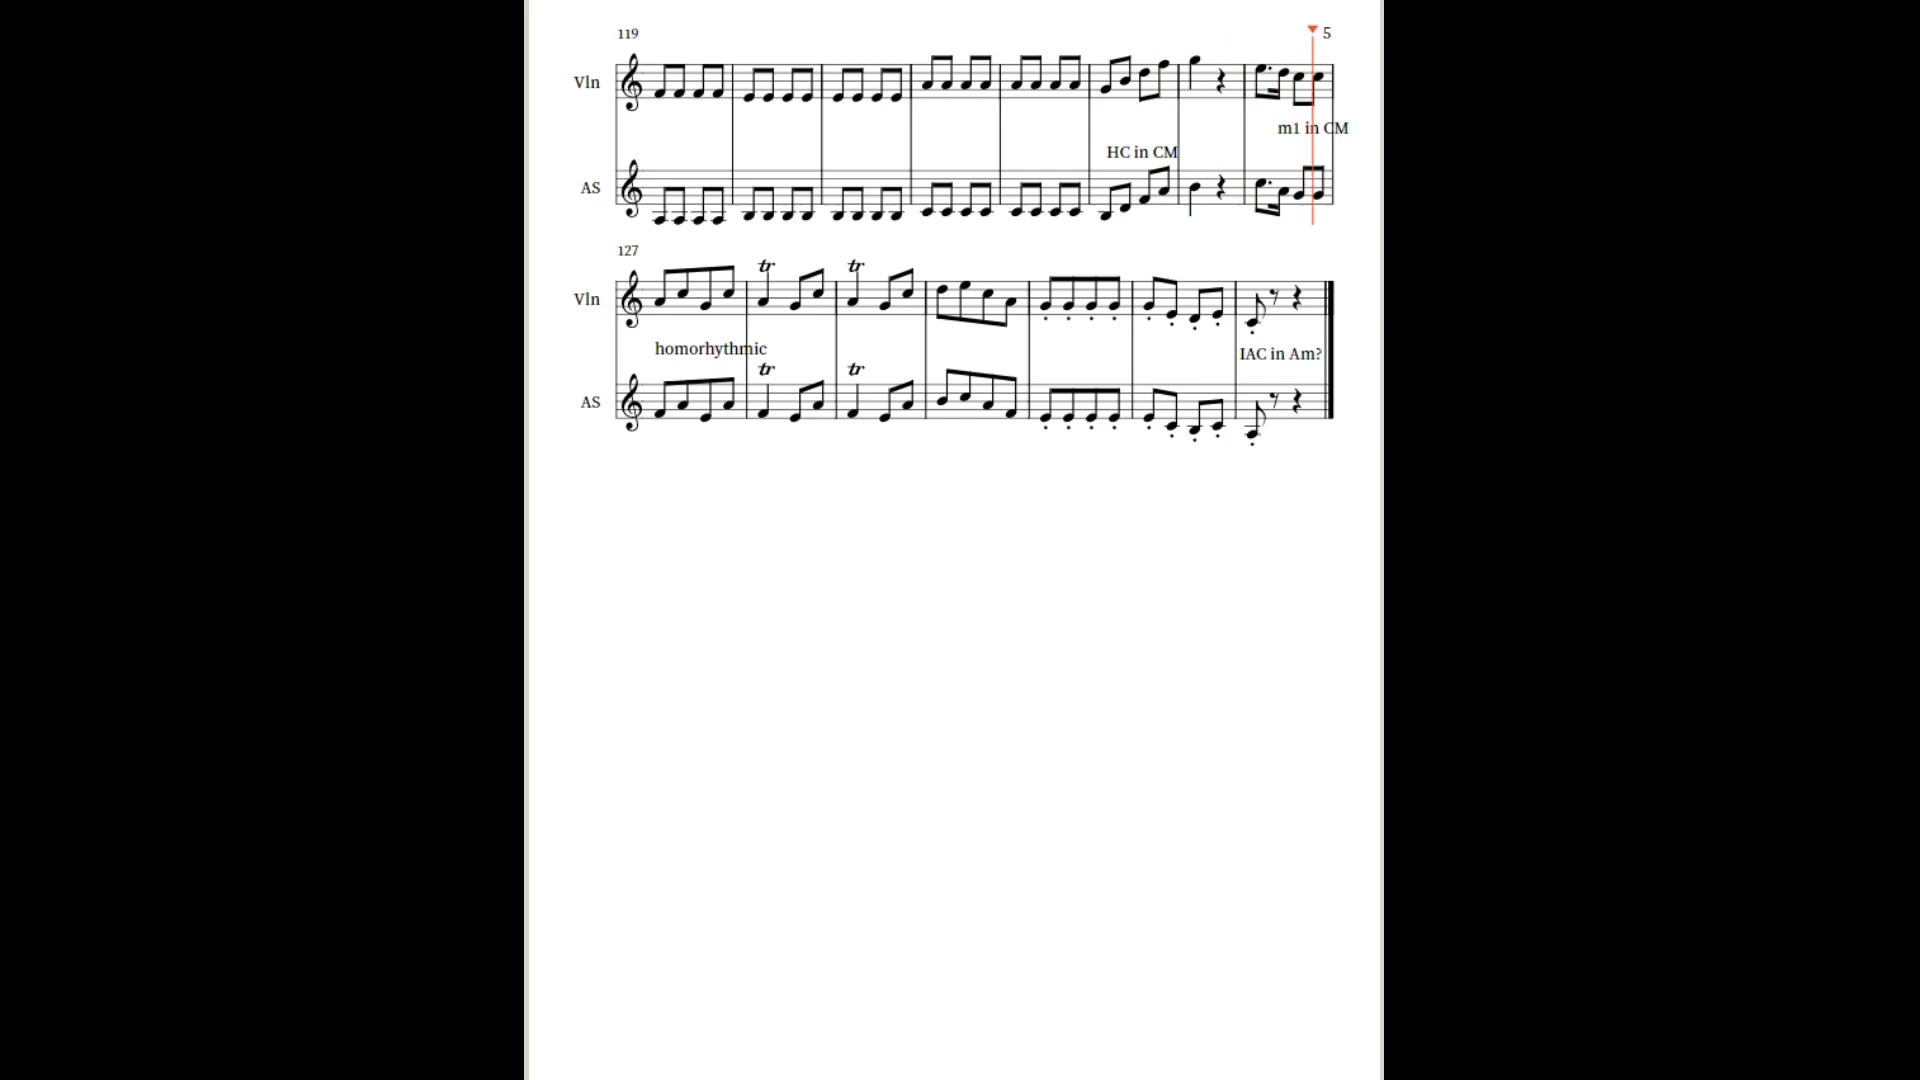 119
5
Vln
m1 in CM
HC in CM
AS
127
tr tr
Vln
homorhythmic
IAC in Am?
tr tr
AS